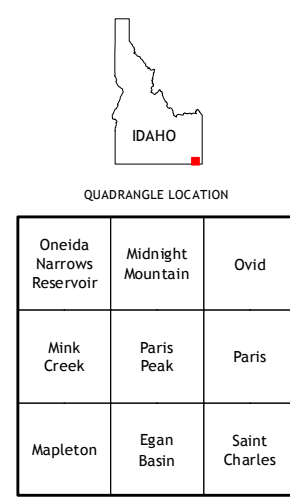 IDAHO
QUADRANGLE LOCATION
Oneida
Narrows
Reservoir
Midnight
Mountain
Ovid
Mink
Creek
Paris
Peak
Paris
Mapleton
Egan
Basin
Saint
Charles